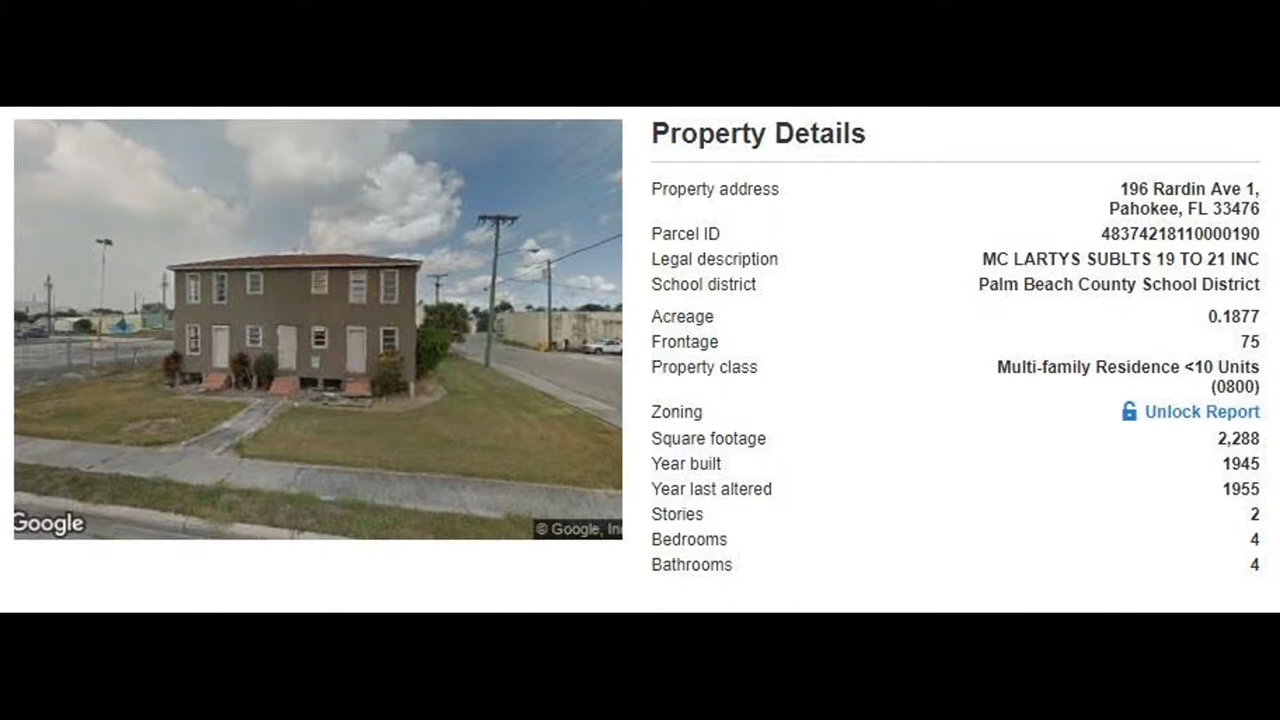 Property Details
Property address 196 Rardin Ave 1,
Pahokee, FL 33476
Parcel ID 48374218110000190
Legal description MC LARTYS SUBLTS 19 TO 21 INC
School district Palm Beach County School District
Acreage 0.1877
Frontage 75
Property class Multi-family Residence <10 Units
(0800)
Zoning Unlock Report
Square footage 2,288
Year built 1945
Year last altered 1955
Stories 2
Bedrooms 4
Bathrooms 4
Google
© Google, Inc